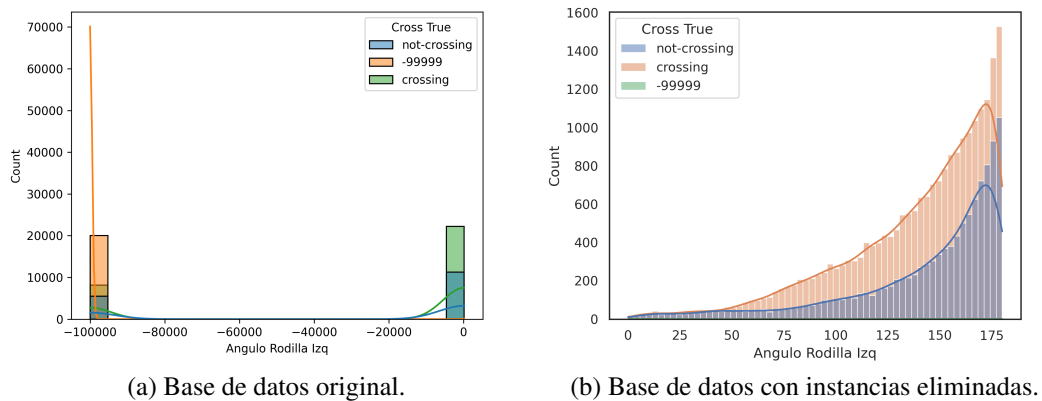 70000
60000
50000
40000
30000
20000
10000
0
Count
Cross True
not-crossing
-99999
crossing
−100000 −80000 −60000 −40000 −20000 0
Angulo Rodilla Izq
(a) Base de datos original.
1600
1400
1200
1000
800
600
400
200
0
Count
Cross True
not-crossing
crossing
-99999
0 25 50 75 100 125 150 175
Angulo Rodilla Izq
(b) Base de datos con instancias eliminadas.